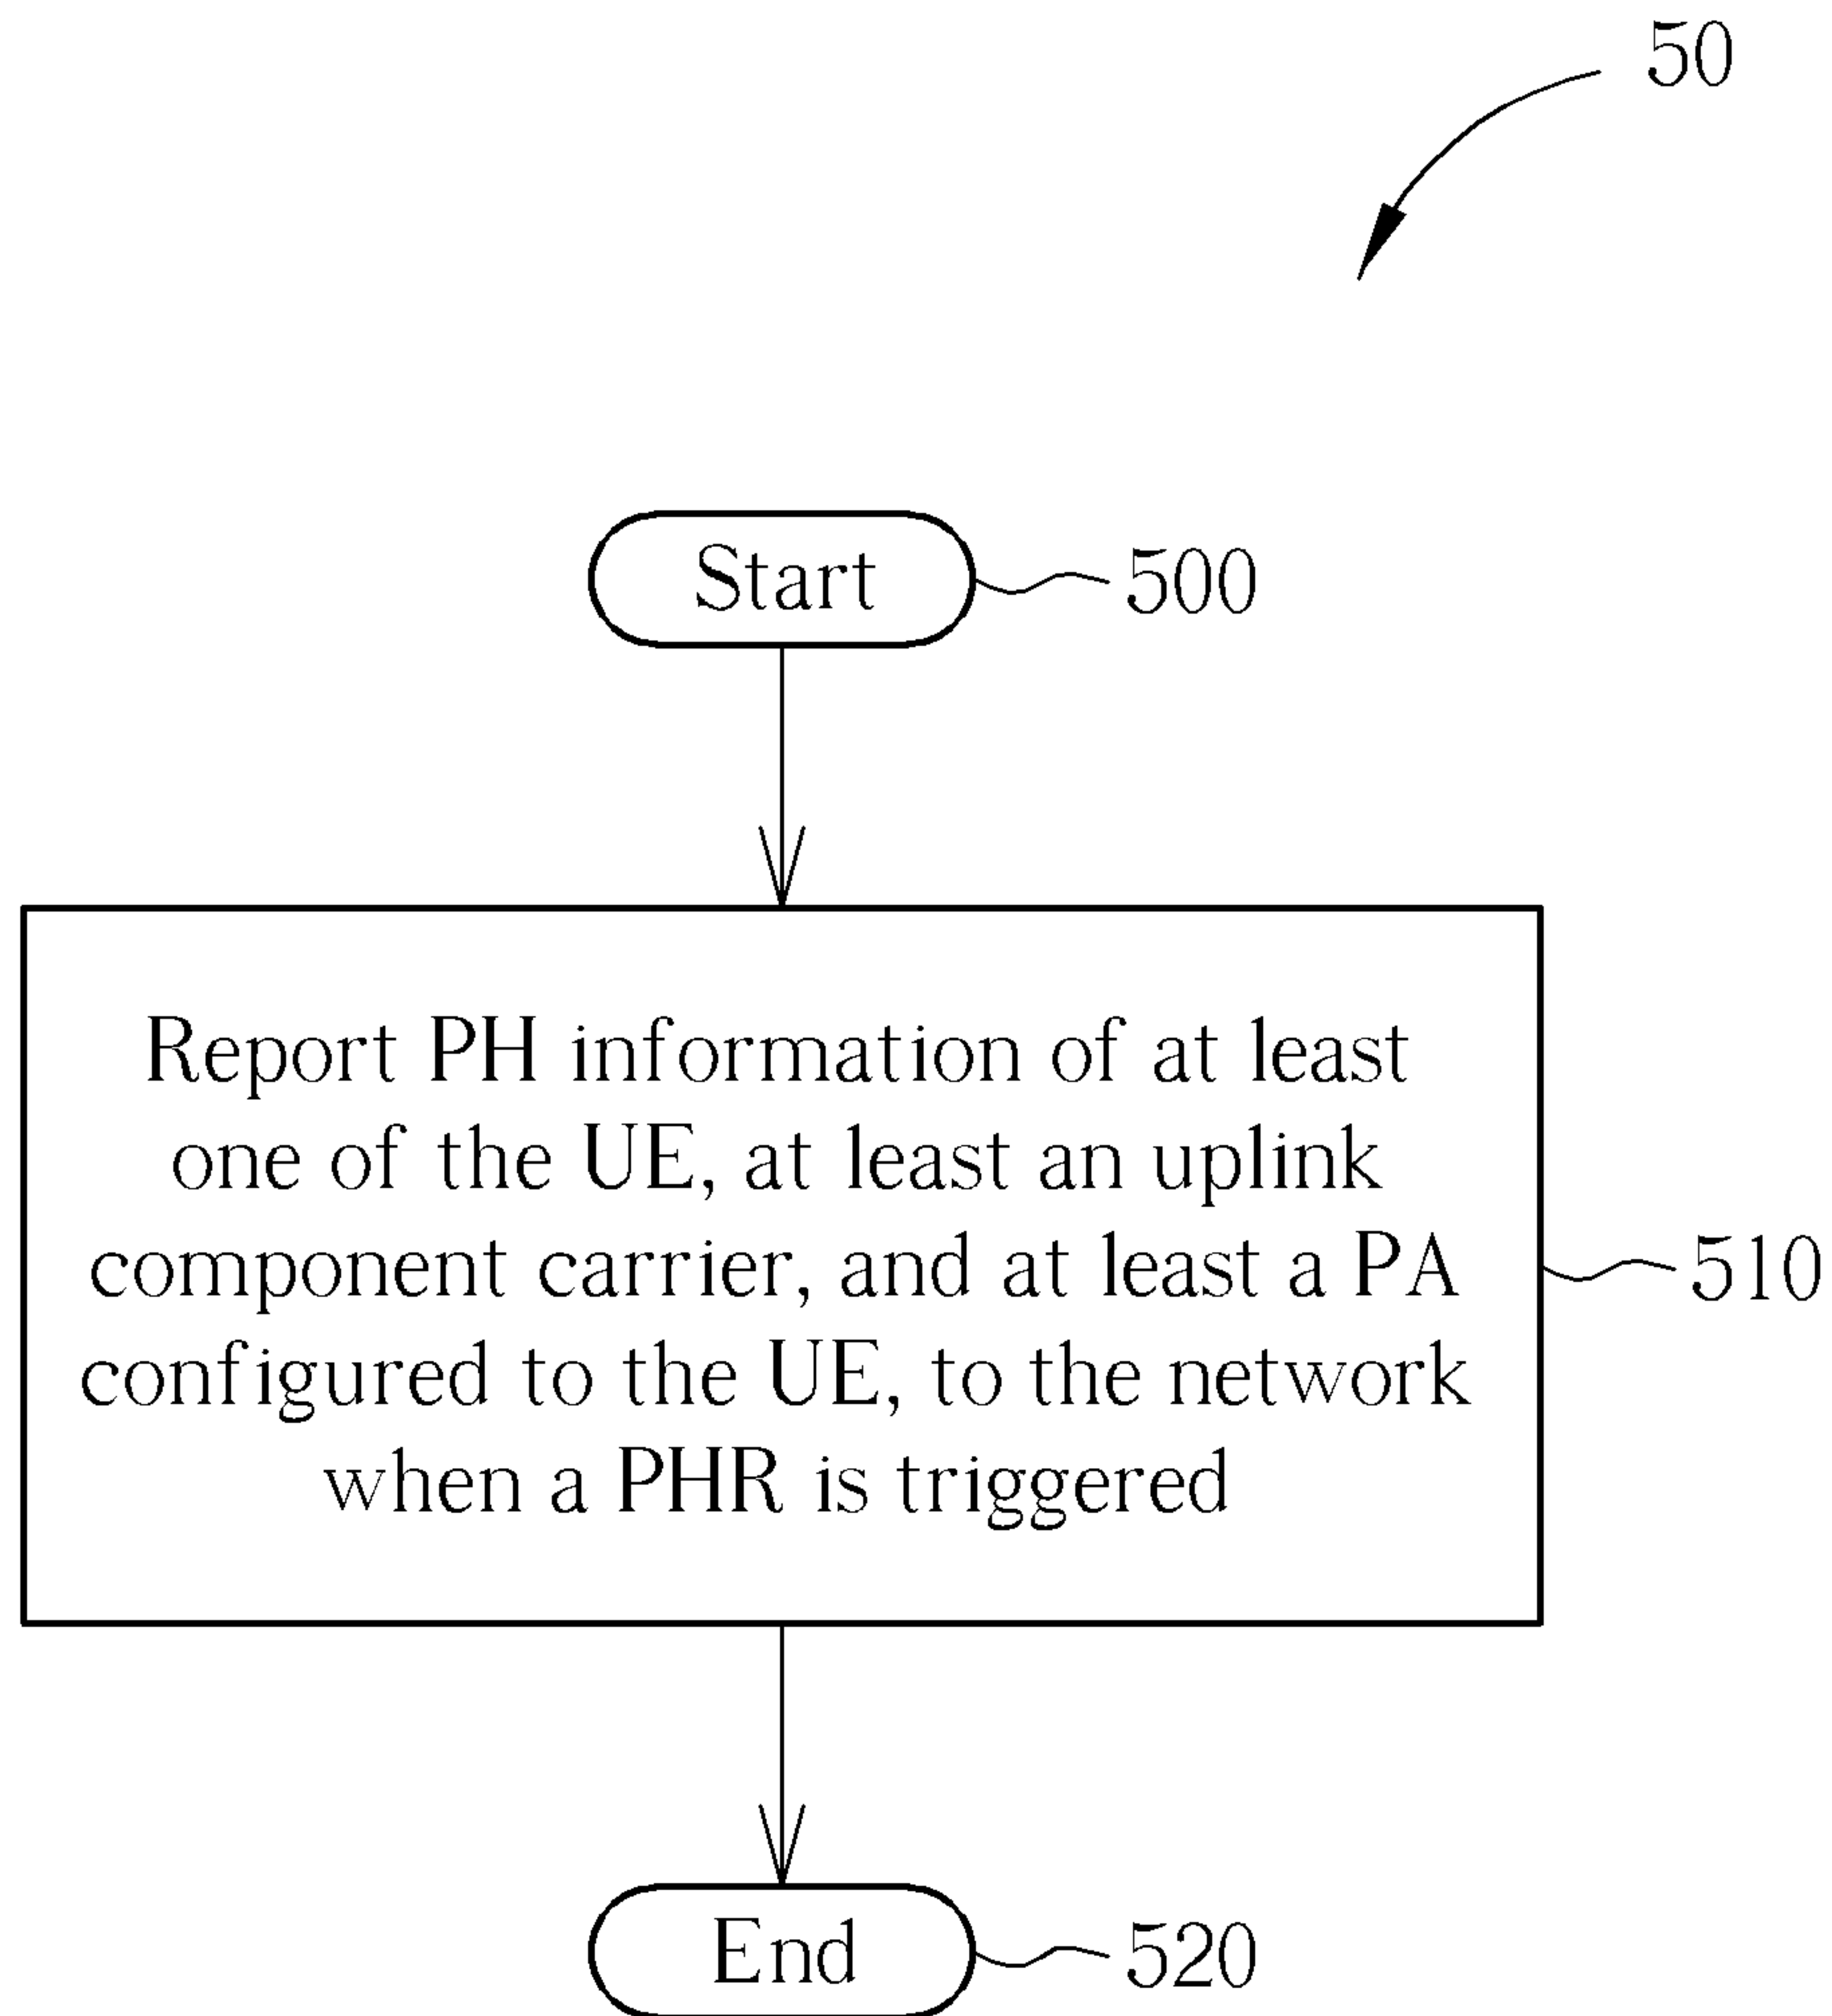 50
Start
500
Report PH information of at least
one of the UE, at least an uplink
component carrier, and at least a PA
configured to the UE, to the network
when a PHR is triggered
510
End
520